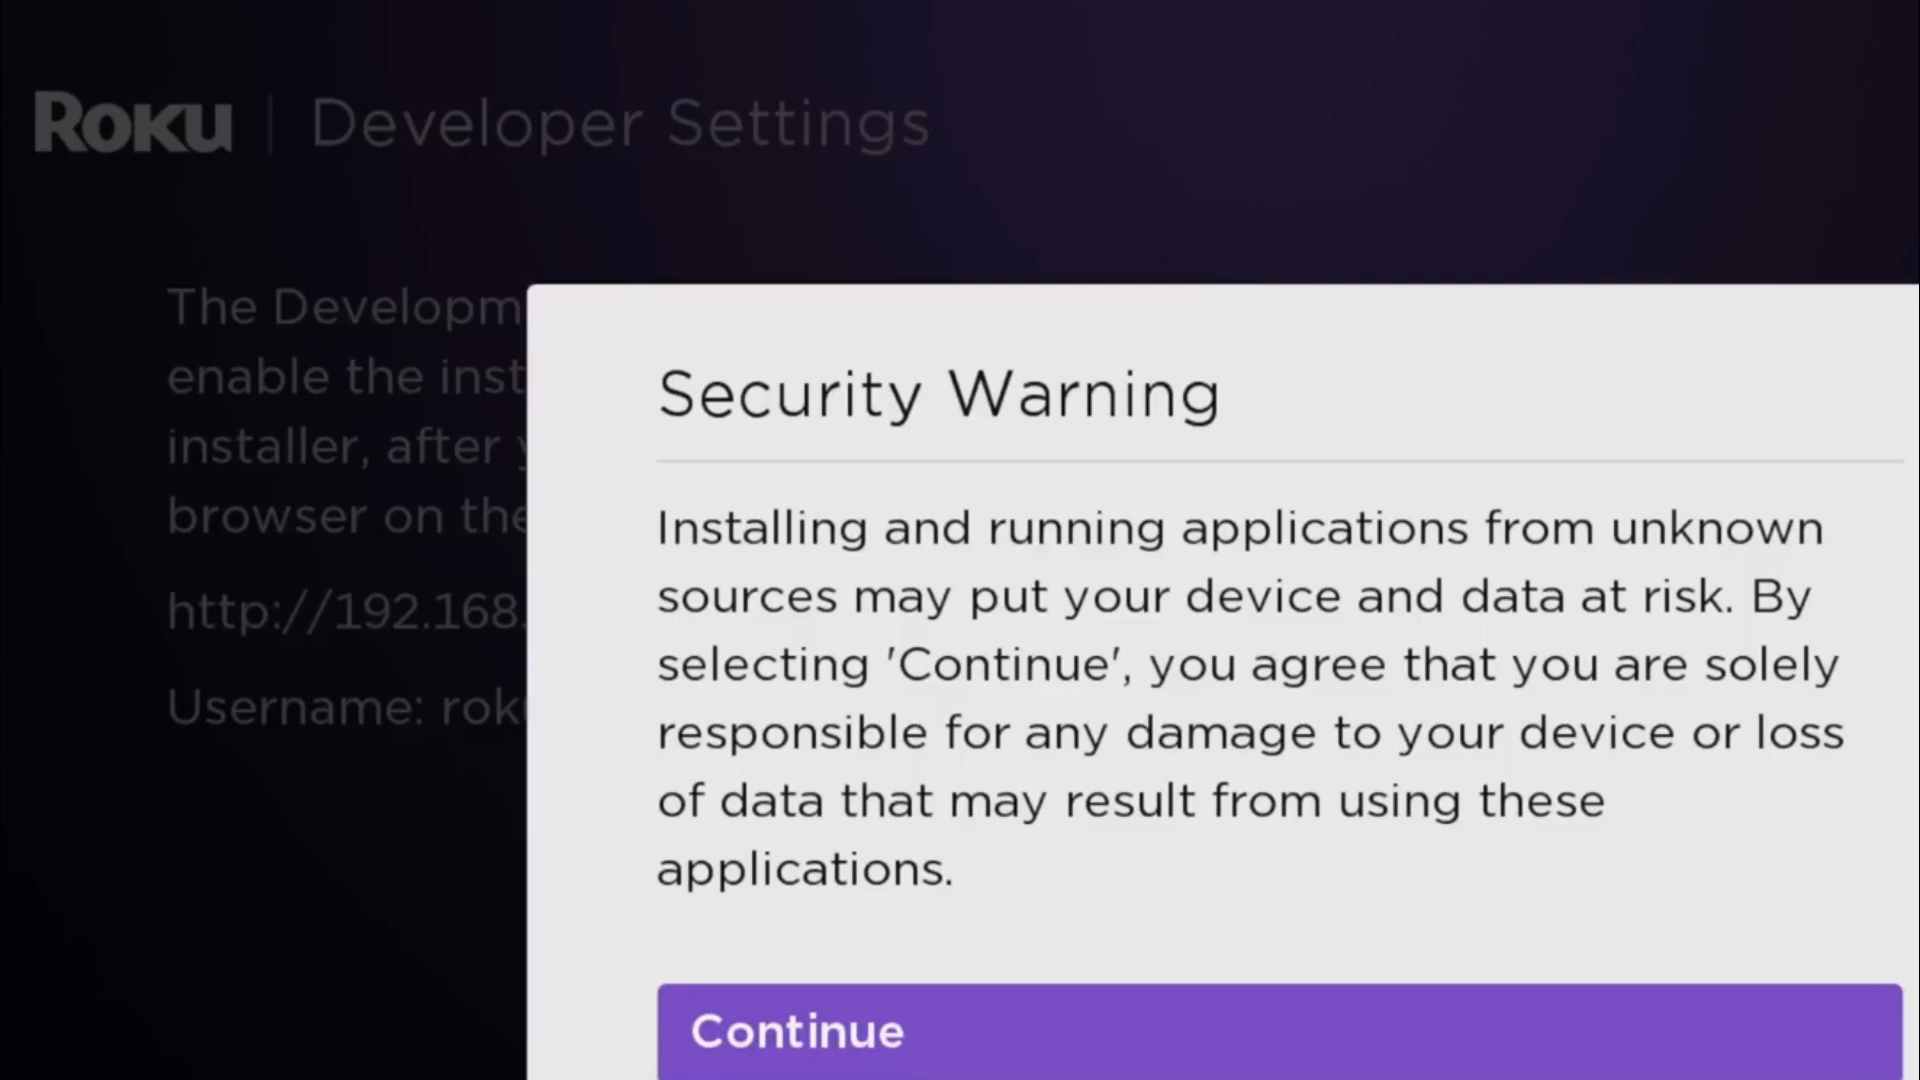 ROKU | Developer Settings
The Developm
enable the inst
installer, after
browser on the
http://192.168.
Username: rok
Security Warning
Installing and running applications from unknown
sources may put your device and data at risk. By
selecting 'Continue', you agree that you are solely
responsible for any damage to your device or loss
of data that may result from using these
applications.
Continue